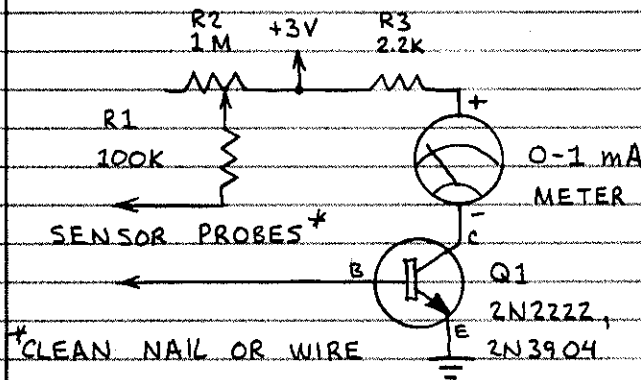 R2
1M
+3V
R3
2.2K
R1
100K
+
0-1 mA
METER
-
SENSOR PROBES*
C
B
Q1
2N2222,
2N3904
E
*CLEAN NAIL OR WIRE